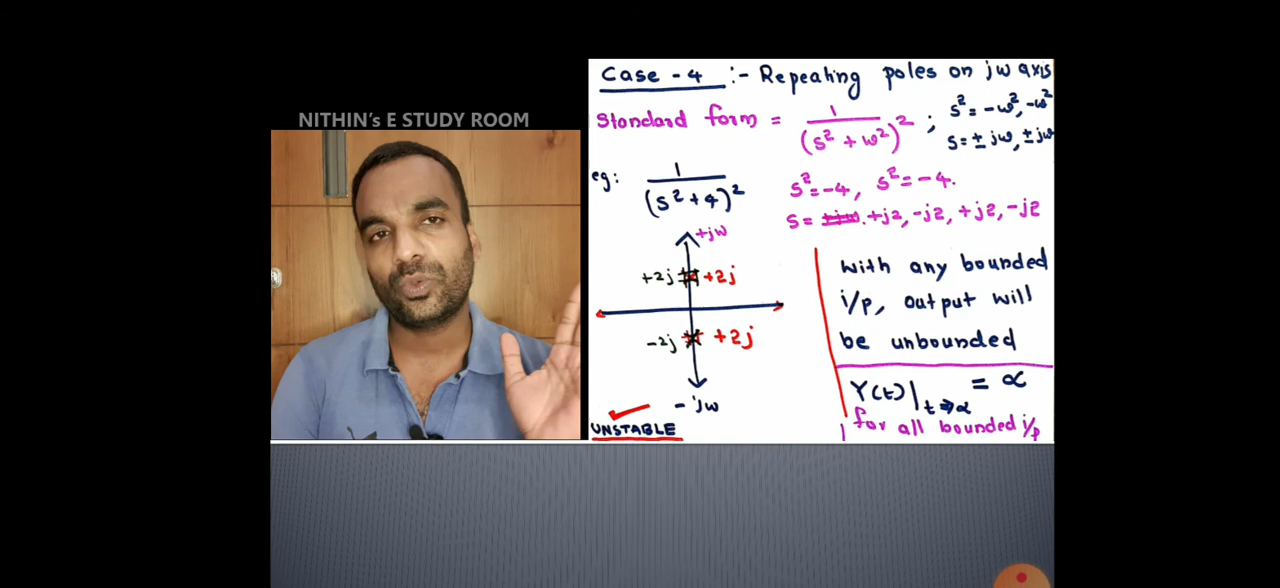 NITHIN's E STUDY ROOM
Case - 4 :- Repeating poles on jw axis
Standard form = 1/(s² + w²)² ; s² = -w², -w²
s = ± jw, ± jw
eg: 1/(s² + 4)² s² = -4, s² = -4.
s = +j2, -j2, +j2, -j2
+jw
+2j +2j
-2j +2j
-jw
UNSTABLE
with any bounded
i/p, output will
be unbounded
Y(t)|t⇒α = α
for all bounded i/p